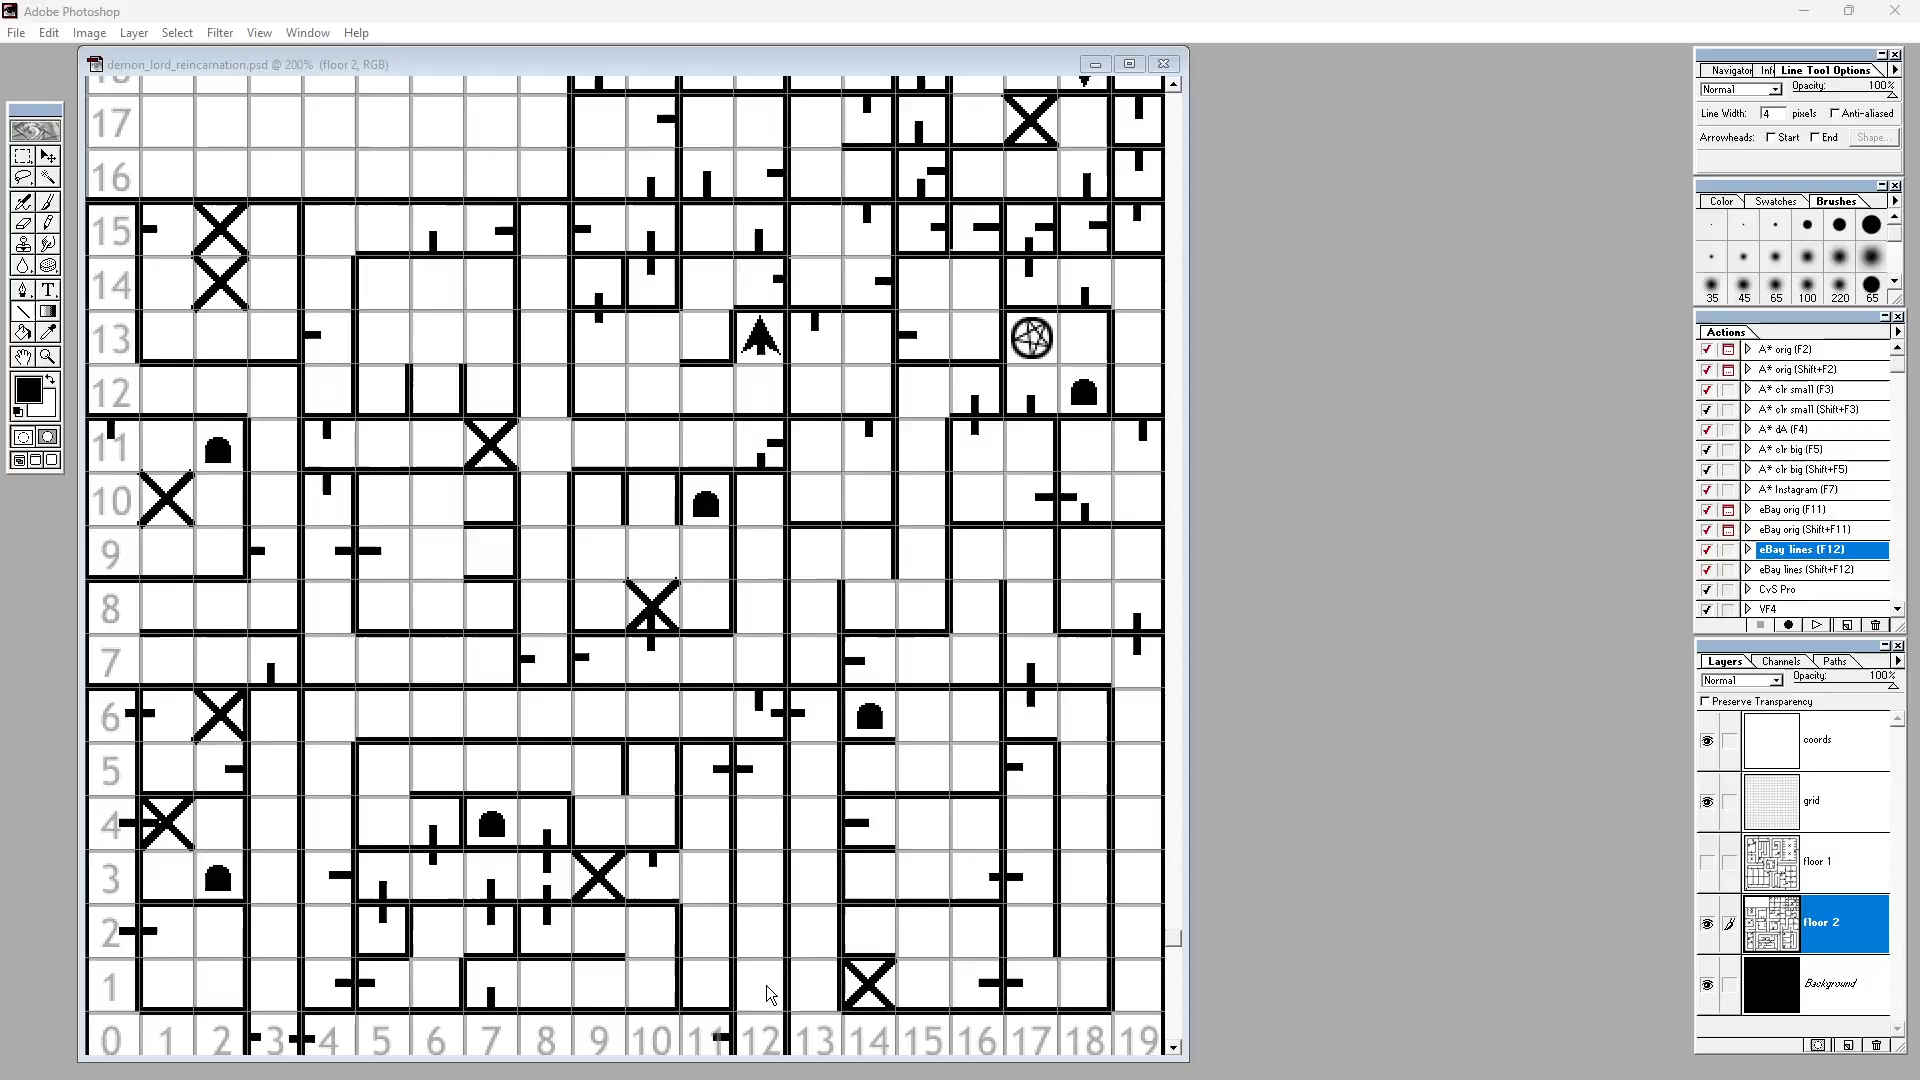 Adobe Photoshop
File Edit Image Layer Select Filter View Window Help
demon_lord_reincarnation.psd @ 200% (floor 2, RGB)
17
16
15
14
13
12
11
10
9
8
7
6
5
4
3
2
1
0 1 2 3 4 5 6 7 8 9 10 11 12 13 14 15 16 17 18 19
Navigator Inf Line Tool Options
Normal Opacity: 100%
Line Width: 4 pixels Anti-aliased
Arrowheads: Start End Shape...
Color Swatches Brushes
35 45 65 100 220 65
Actions
A* orig (F2)
A* orig (Shift+F2)
A* clr small (F3)
A* clr small (Shift+F3)
A* dA (F4)
A* clr big (F5)
A* clr big (Shift+F5)
A* Instagram (F7)
eBay orig (F11)
eBay orig (Shift+F11)
eBay lines (F12)
eBay lines (Shift+F12)
CvS Pro
VF4
Layers Channels Paths
Normal Opacity: 100%
Preserve Transparency
coords
grid
floor 1
floor 2
Background